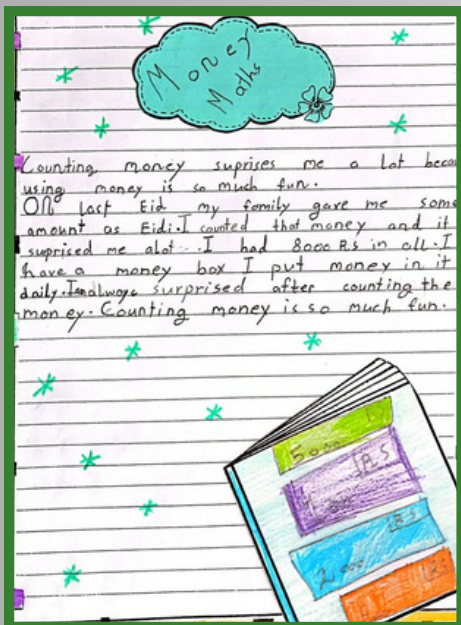 Money
Maths
Counting money suprises me a lot becau
using money is so much fun.
On last Eid my family gave me some
amount as Eidi. I counted that money and it
supriced me alot... I had 8000 Rs in all. I
have a money box I put money in it
daily. I always surprised after counting the
money. Counting money is so much fun.
5000
RS
RS
2000